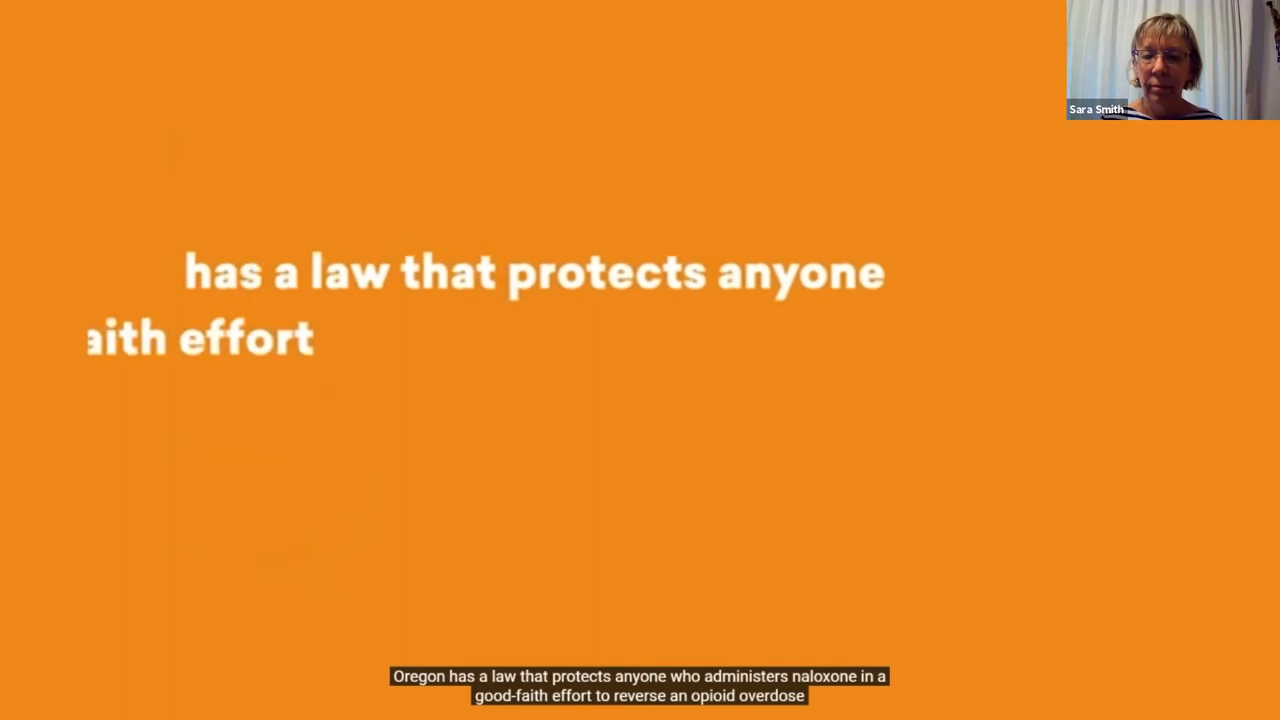 Sara Smith
has a law that protects anyone
aith effort
Oregon has a law that protects anyone who administers naloxone in a
good-faith effort to reverse an opioid overdose